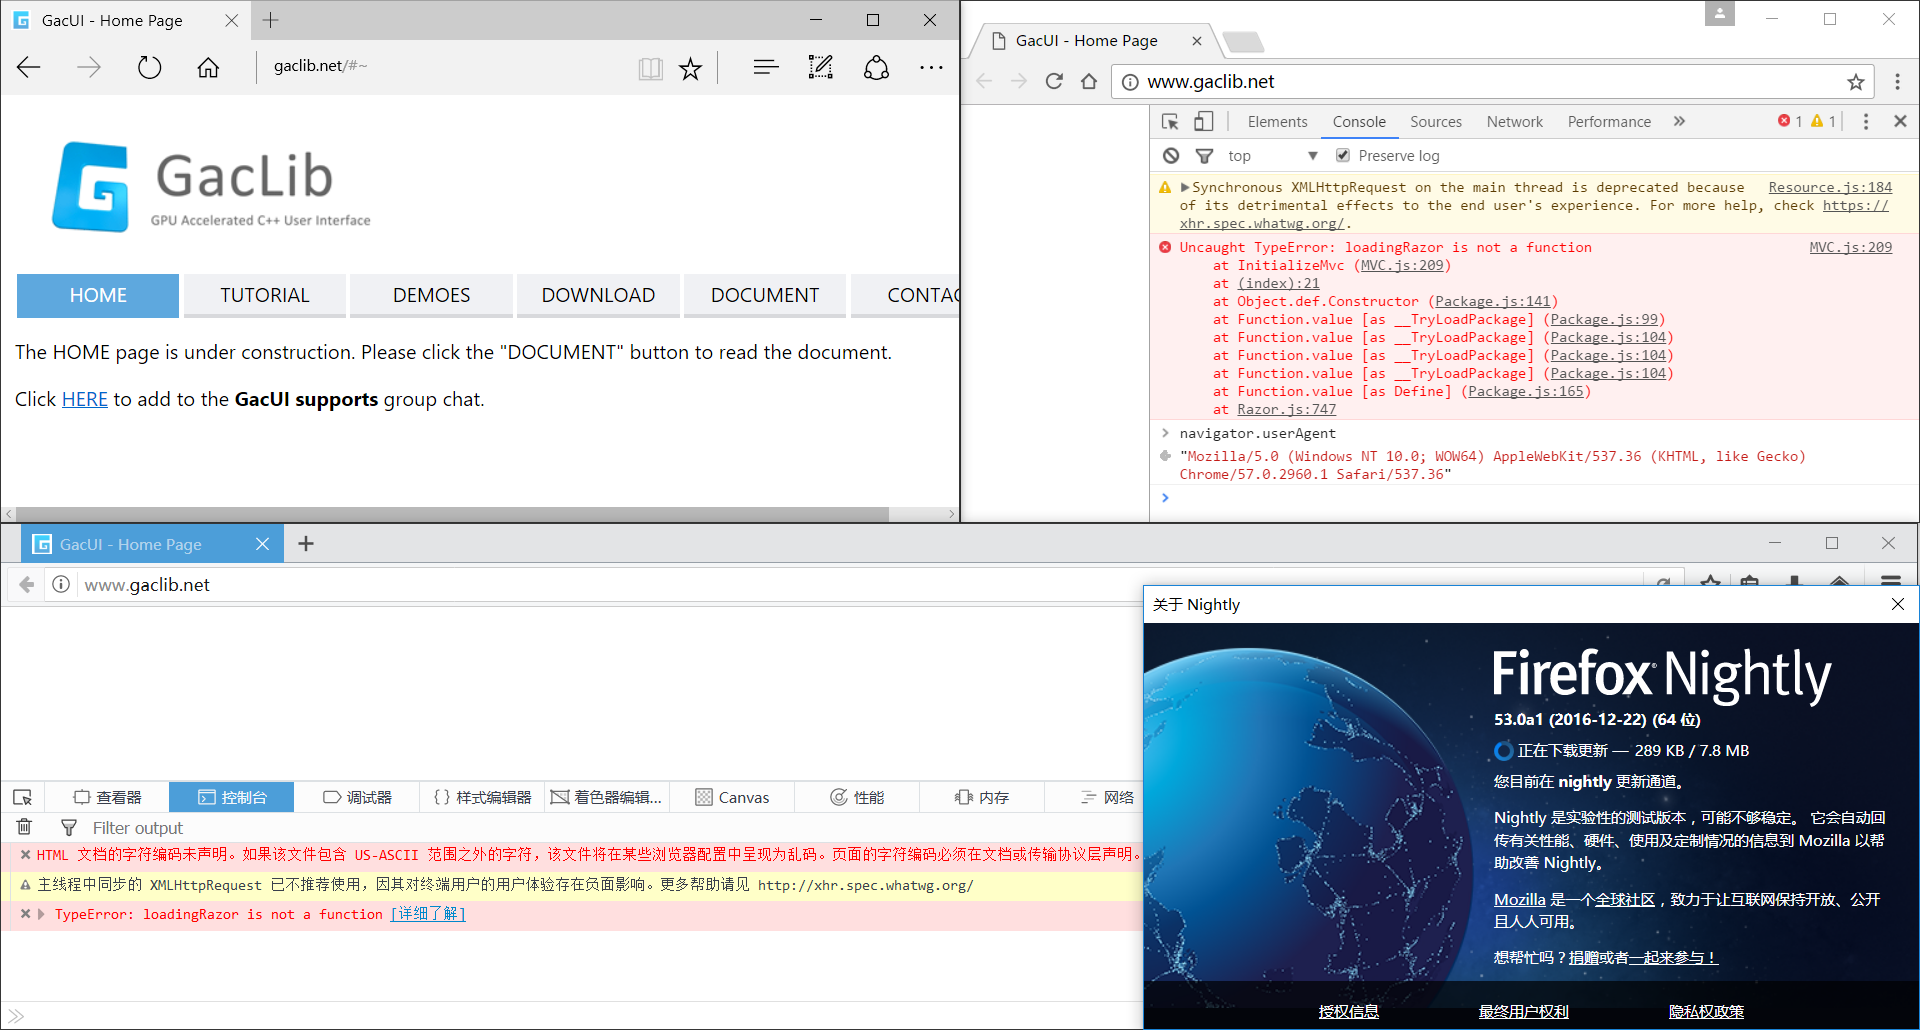 GacUI - Home Page
gaclib.net/#~
GacLib
GPU Accelerated C++ User Interface
HOME
TUTORIAL
DEMOES
DOWNLOAD
DOCUMENT
CONTAC
The HOME page is under construction. Please click the "DOCUMENT" button to read the document.
Click HERE to add to the GacUI supports group chat.
GacUI - Home Page
www.gaclib.net
Elements
Console
Sources
Network
Performance
»
1
1
top
Preserve log
Synchronous XMLHttpRequest on the main thread is deprecated because Resource.js:184
of its detrimental effects to the end user's experience. For more help, check https://
xhr.spec.whatwg.org/.
Uncaught TypeError: loadingRazor is not a function MVC.js:209
at InitializeMvc (MVC.js:209)
at (index):21
at Object.def.Constructor (Package.js:141)
at Function.value [as __TryLoadPackage] (Package.js:99)
at Function.value [as __TryLoadPackage] (Package.js:104)
at Function.value [as __TryLoadPackage] (Package.js:104)
at Function.value [as __TryLoadPackage] (Package.js:104)
at Function.value [as Define] (Package.js:165)
at Razor.js:747
navigator.userAgent
"Mozilla/5.0 (Windows NT 10.0; WOW64) AppleWebKit/537.36 (KHTML, like Gecko)
Chrome/57.0.2960.1 Safari/537.36"
GacUI - Home Page
www.gaclib.net
查看器
控制台
调试器
{ } 样式编辑器
着色器编辑...
Canvas
性能
内存
网络
Filter output
HTML 文档的字符编码未声明。如果该文件包含 US-ASCII 范围之外的字符，该文件将在某些浏览器配置中呈现为乱码。页面的字符编码必须在文档或传输协议层声明。
主线程中同步的 XMLHttpRequest 已不推荐使用，因其对终端用户的用户体验存在负面影响。更多帮助请见 http://xhr.spec.whatwg.org/
TypeError: loadingRazor is not a function [详细了解]
关于 Nightly
Firefox Nightly
53.0a1 (2016-12-22) (64 位)
正在下载更新 — 289 KB / 7.8 MB
您目前在 nightly 更新通道。
Nightly 是实验性的测试版本，可能不够稳定。 它会自动回
传有关性能、硬件、使用及定制情况的信息到 Mozilla 以帮
助改善 Nightly。
Mozilla 是一个全球社区，致力于让互联网保持开放、公开
且人人可用。
想帮忙吗？捐赠或者一起来参与！
授权信息
最终用户权利
隐私权政策